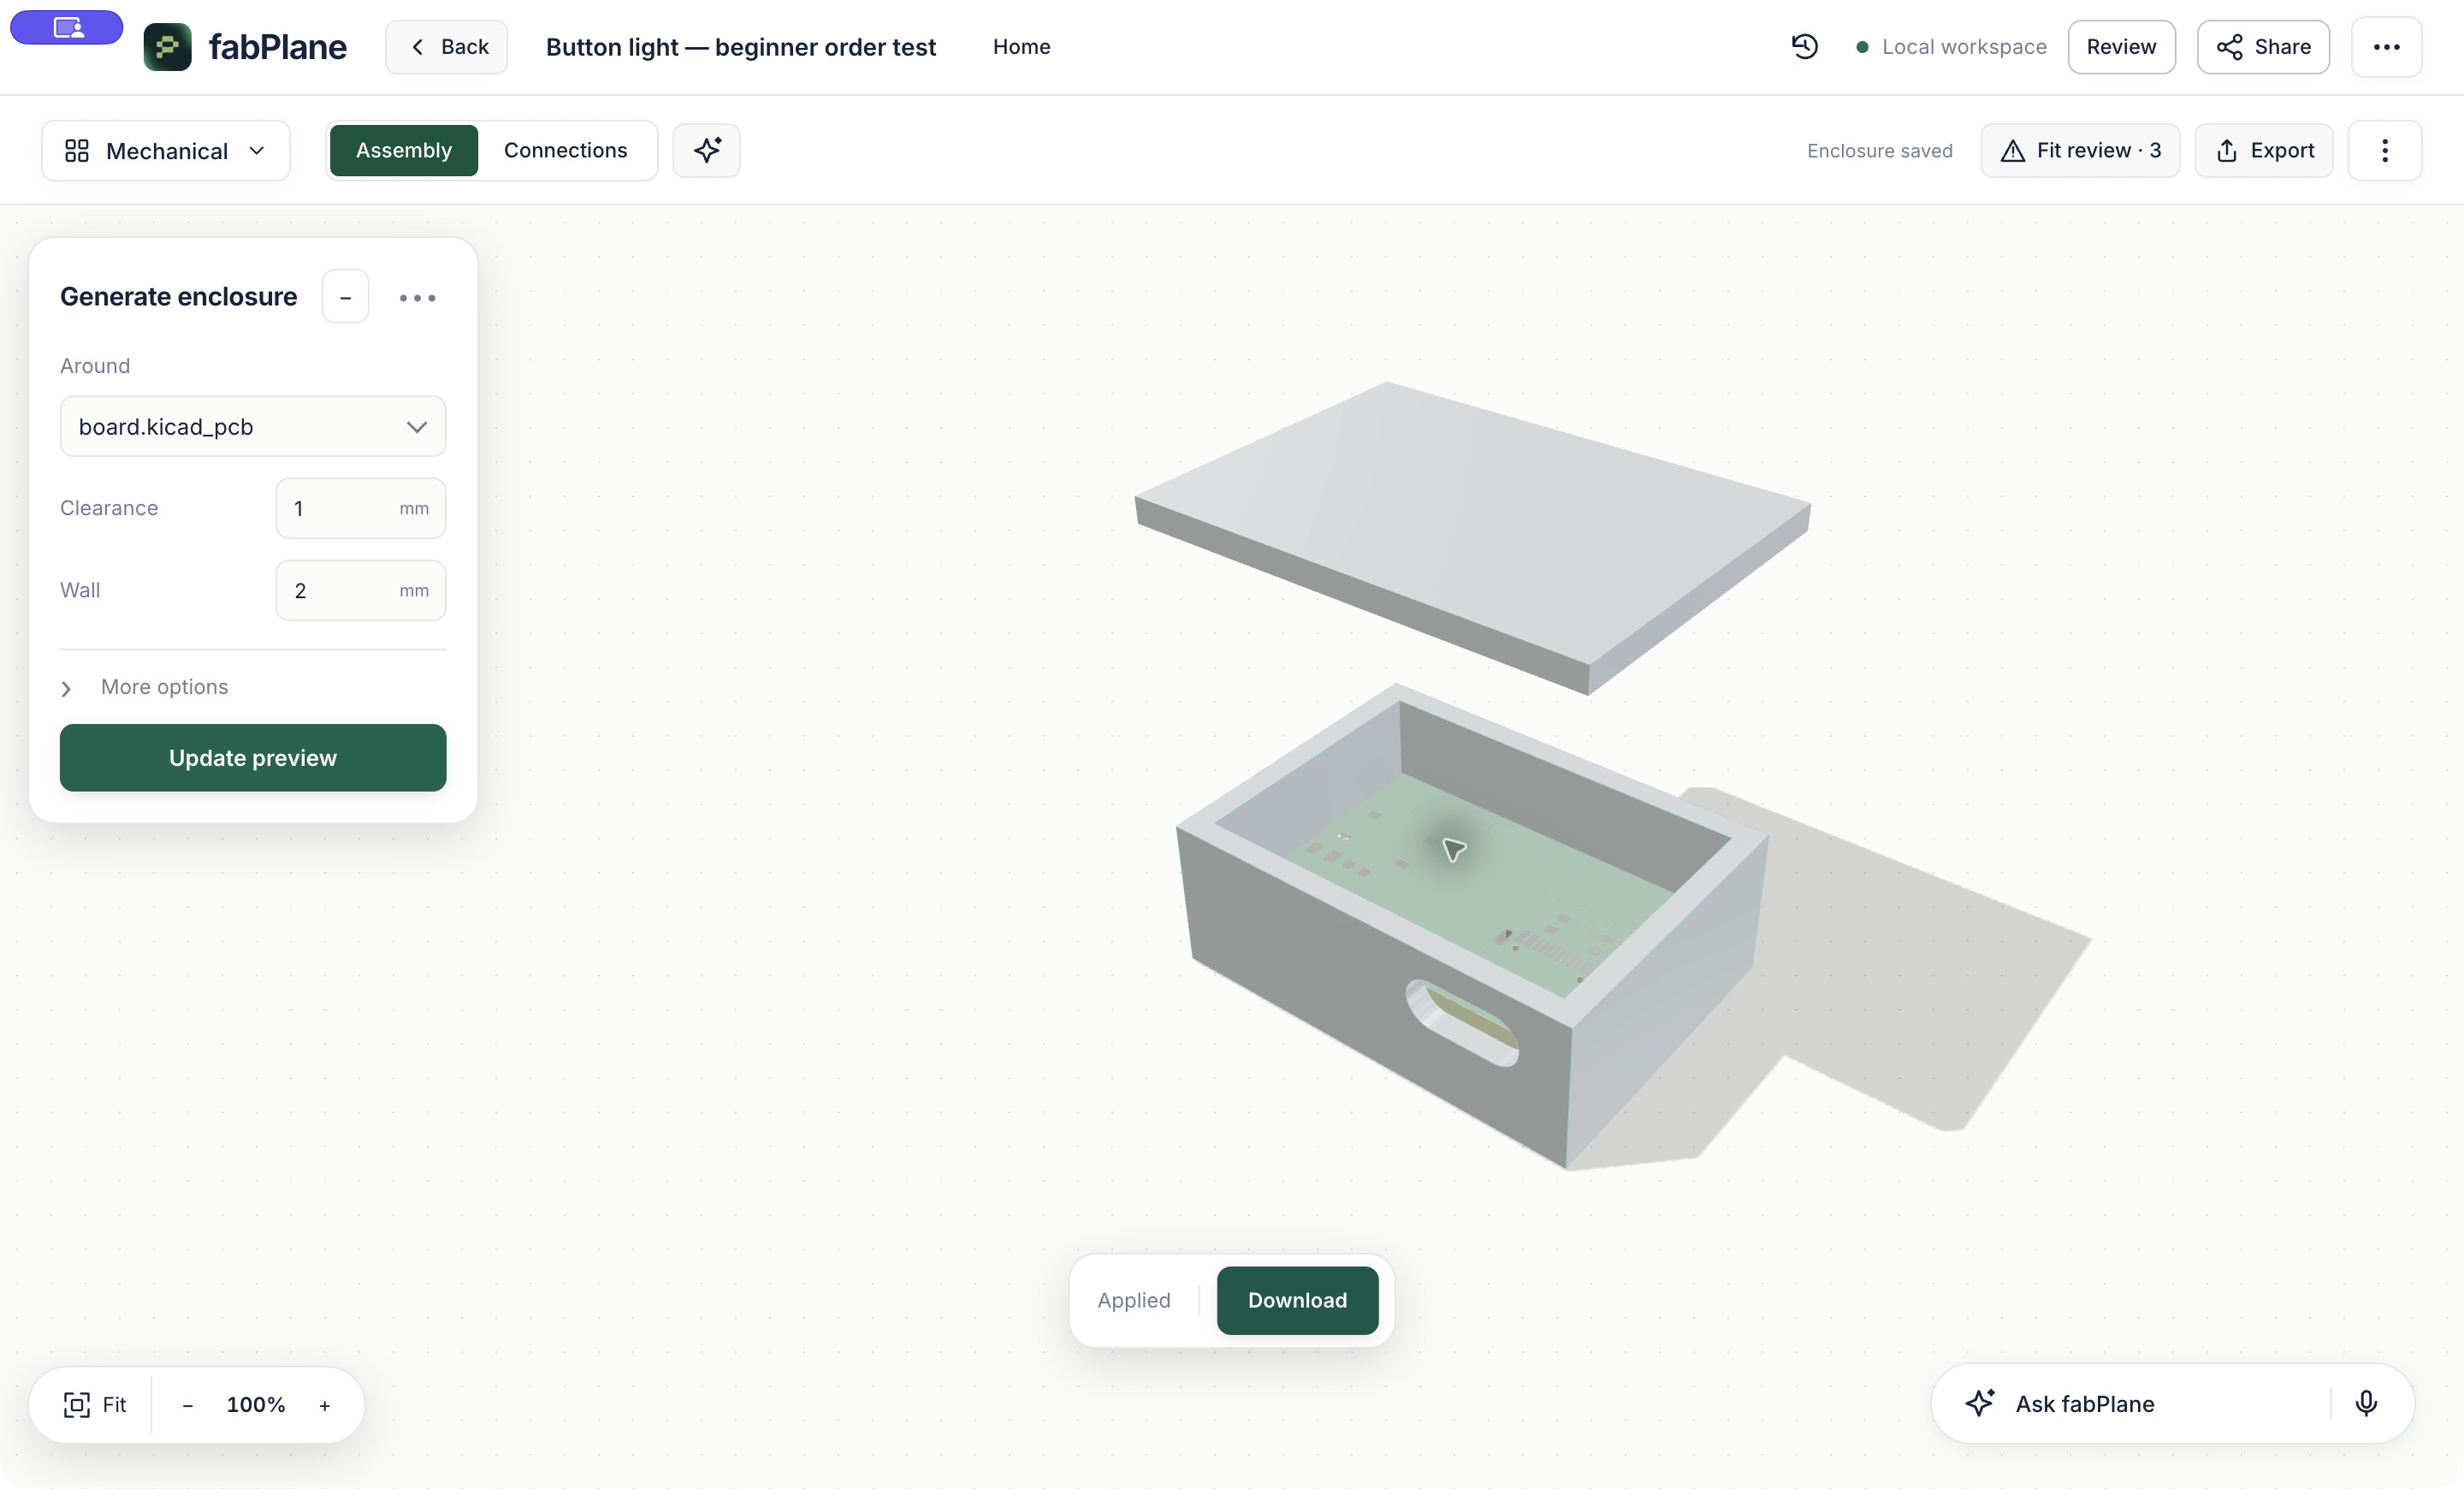 fabPlane
Back
Button light — beginner order test
Home
Local workspace
Review
Share
Mechanical
Assembly
Connections
Enclosure saved
Fit review · 3
Export
Generate enclosure
Around
board.kicad_pcb
Clearance
1 mm
Wall
2 mm
More options
Update preview
Applied
Download
Fit
− 100% +
Ask fabPlane